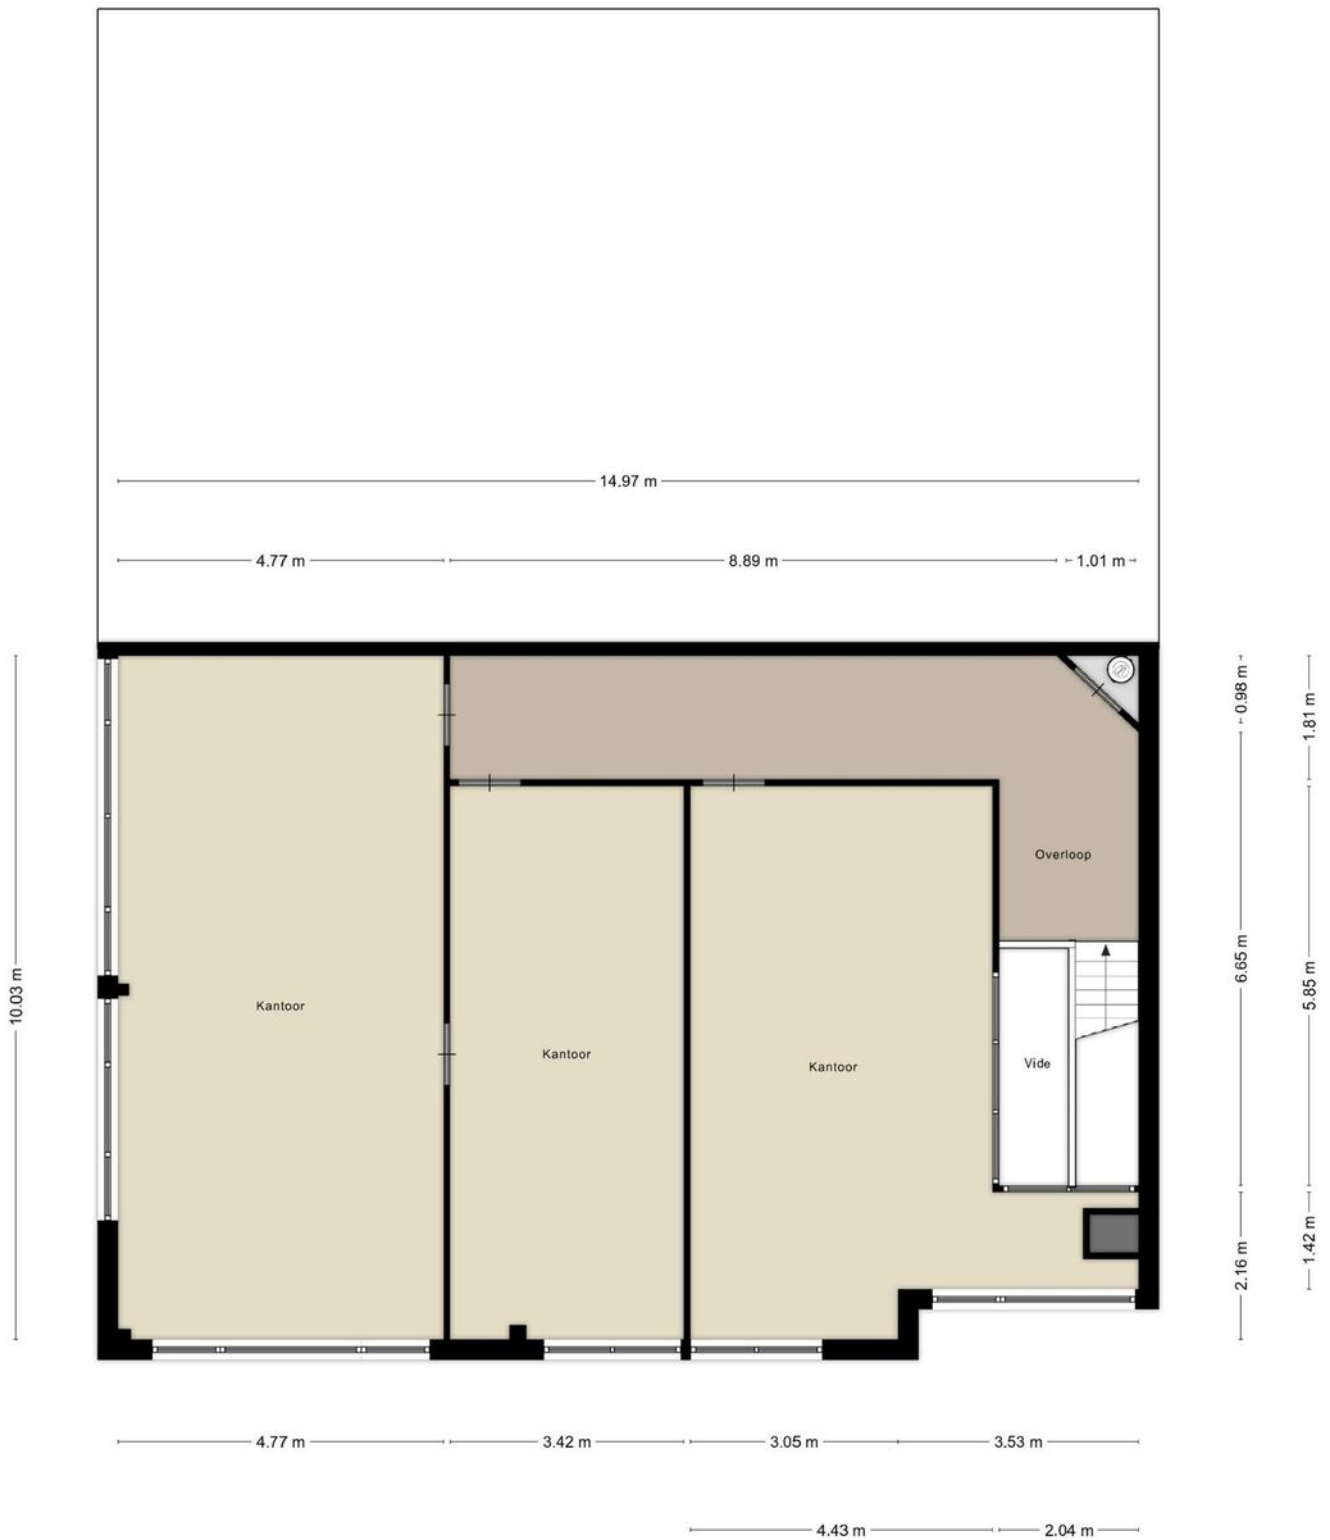 14.97 m
4.77 m
8.89 m
1.01 m
0.98 m
1.81 m
Overloop
6.65 m
5.85 m
10.03 m
Kantoor
Kantoor
Kantoor
Vide
2.16 m
1.42 m
4.77 m
3.42 m
3.05 m
3.53 m
4.43 m
2.04 m